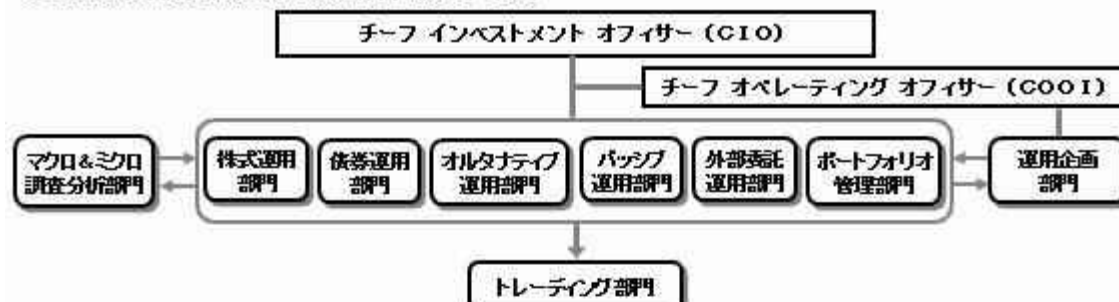 チーフ インベストメント オフィサー (CIO)
チーフ オペレーティング オフィサー (COOI)
マクロ&ミクロ
調査分析部門
株式運用
部門
債券運用
部門
オルタナティブ
運用部門
パッシブ
運用部門
外部委託
運用部門
ポートフォリオ
管理部門
運用企画
部門
トレーディング部門